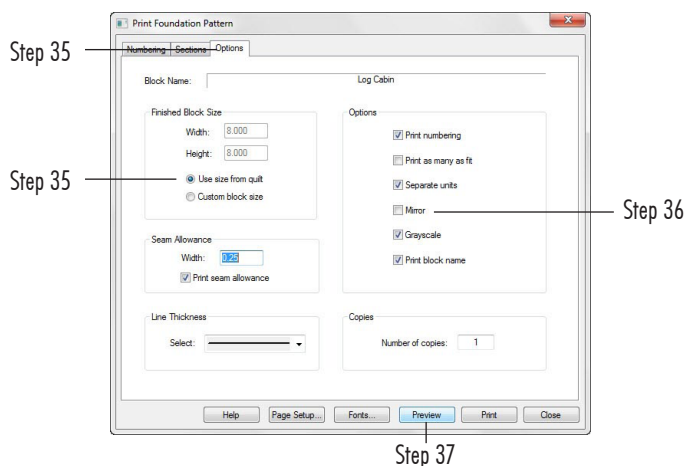 Print Foundation Pattern
Step 35
Numbering Sections Options
Block Name: Log Cabin
Finished Block Size
Width: 8.000
Height: 8.000
Step 35
Use size from quilt
Custom block size
Seam Allowance
Width: 0.25
Print seam allowance
Line Thickness
Select:
Options
Print numbering
Print as many as fit
Separate units
Mirror
Step 36
Grayscale
Print block name
Copies
Number of copies: 1
Help Page Setup... Fonts... Preview Print Close
Step 37